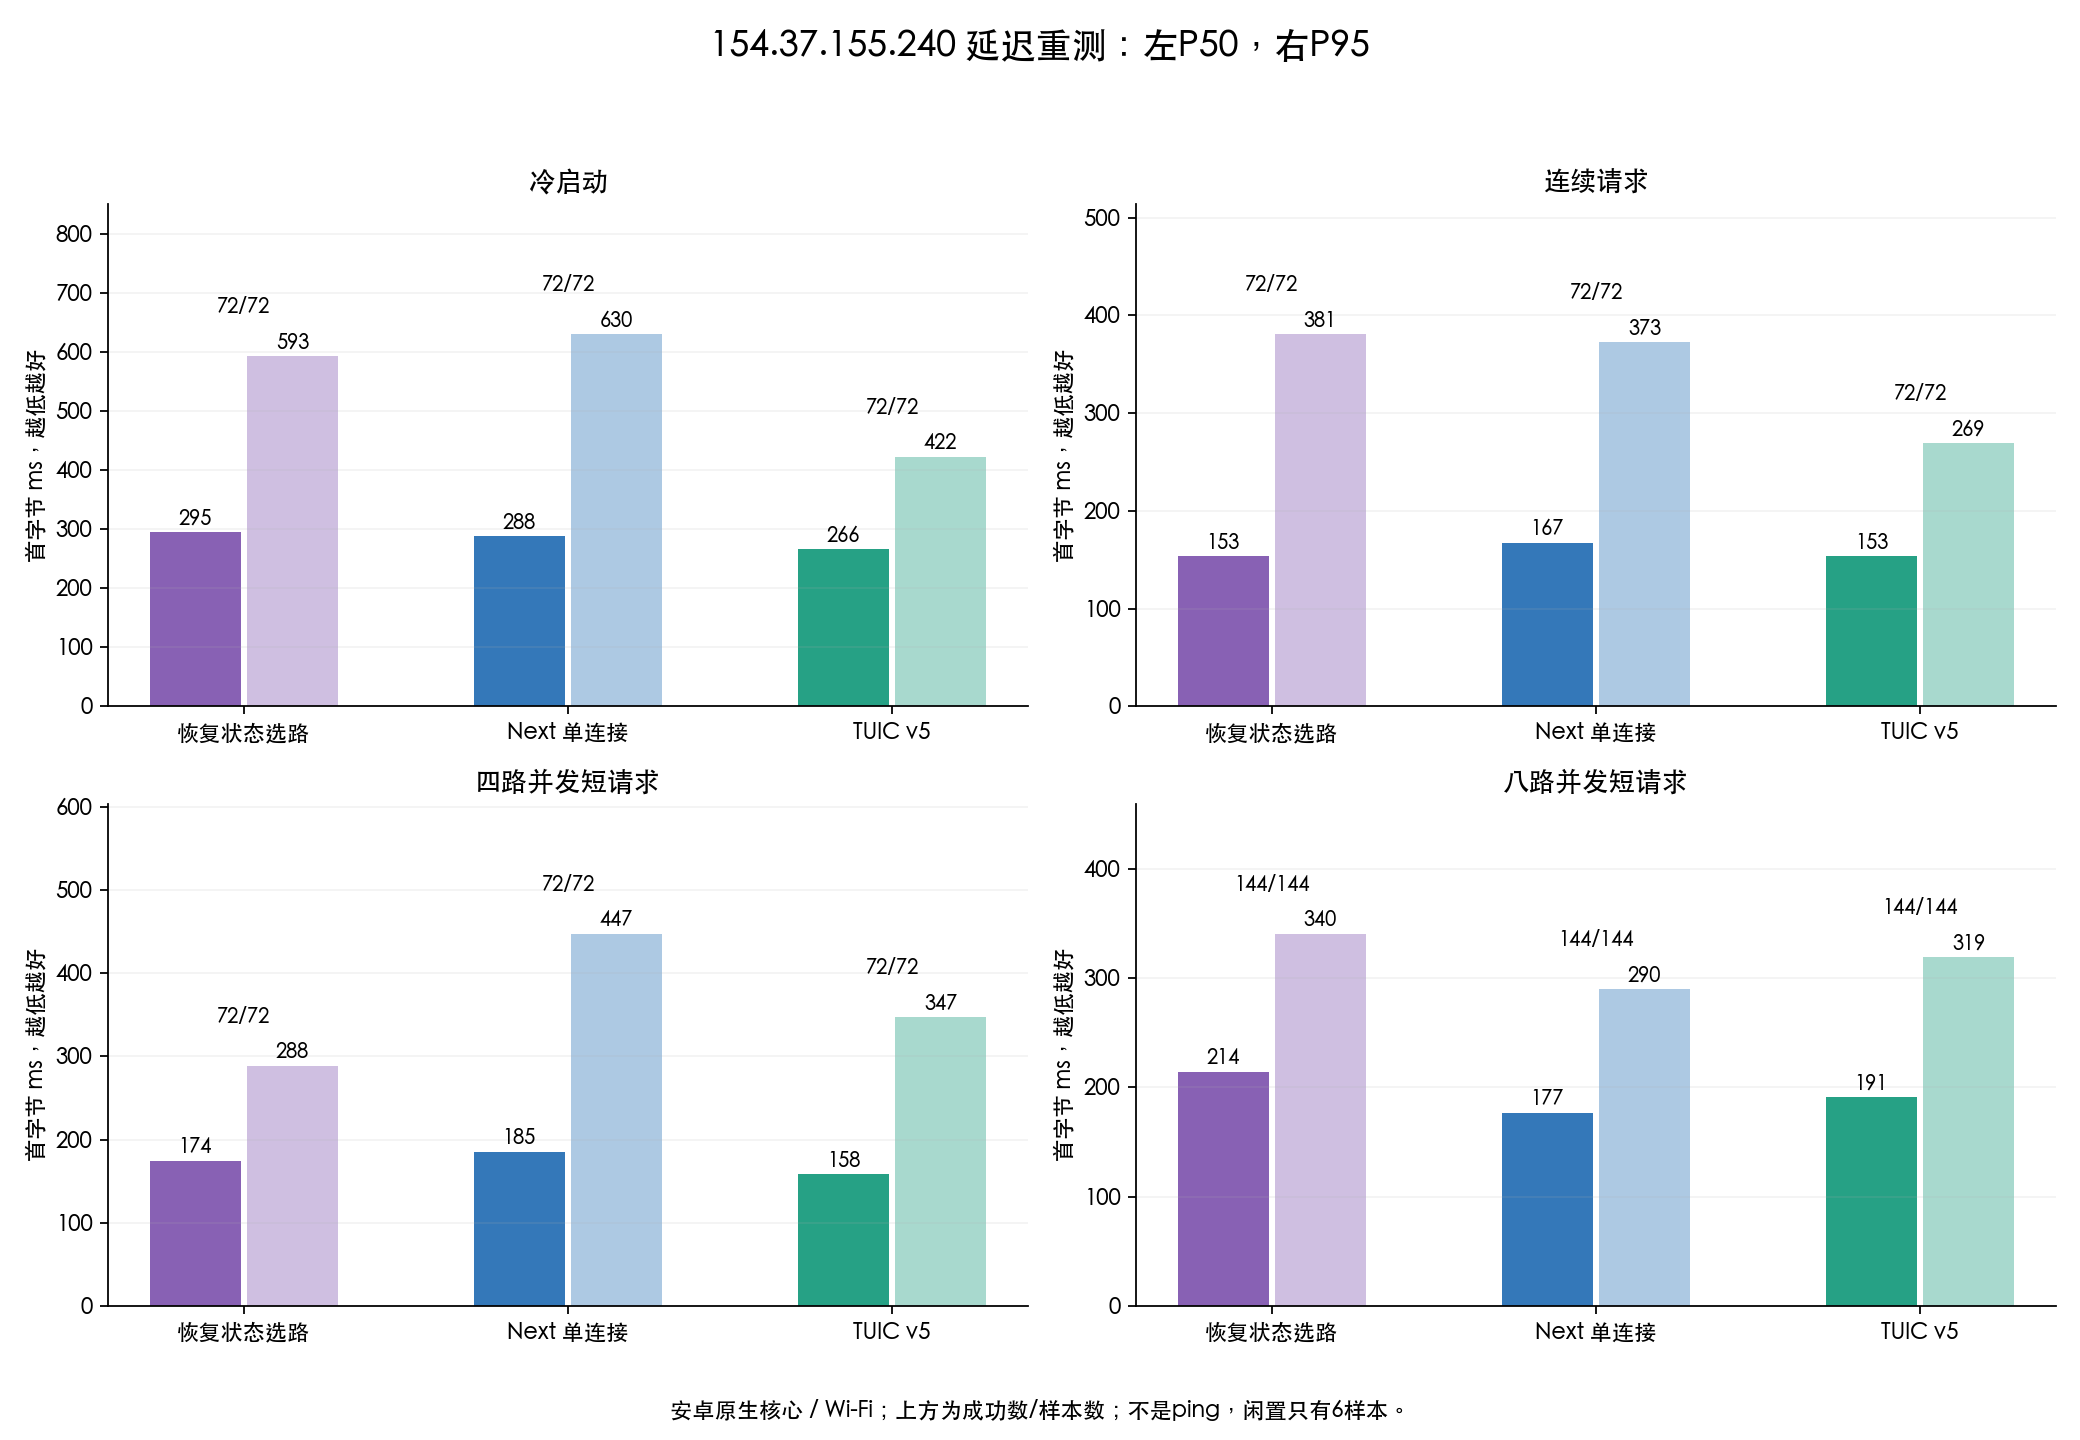 154.37.155.240 延迟重测：左P50，右P95
冷启动
首字节 ms，越低越好
800
700
600
500
400
300
200
100
0
72/72
593
295
72/72
630
288
72/72
422
266
恢复状态选路
Next 单连接
TUIC v5
连续请求
首字节 ms，越低越好
500
400
300
200
100
0
72/72
381
153
72/72
373
167
72/72
269
153
恢复状态选路
Next 单连接
TUIC v5
四路并发短请求
首字节 ms，越低越好
600
500
400
300
200
100
0
72/72
288
174
72/72
447
185
72/72
347
158
恢复状态选路
Next 单连接
TUIC v5
八路并发短请求
首字节 ms，越低越好
400
300
200
100
0
144/144
340
214
144/144
290
177
144/144
319
191
恢复状态选路
Next 单连接
TUIC v5
安卓原生核心 / Wi-Fi；上方为成功数/样本数；不是ping，闲置只有6样本。